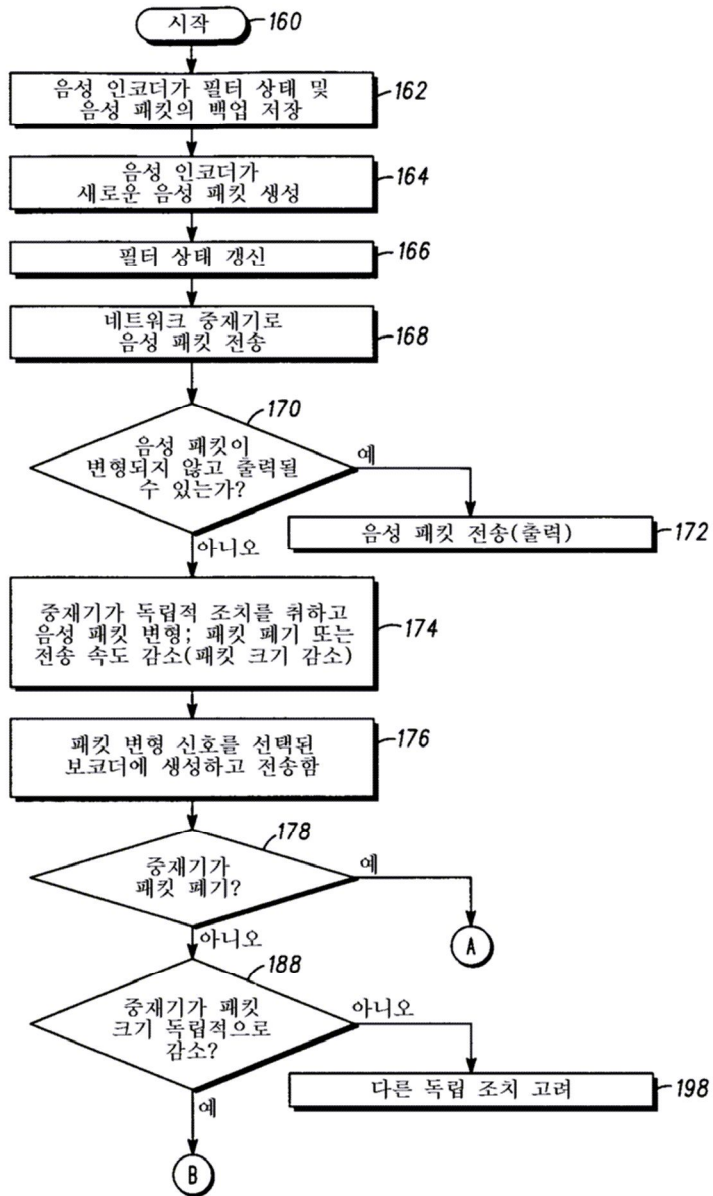 시작
160
음성 인코더가 필터 상태 및
음성 패킷의 백업 저장
162
음성 인코더가
새로운 음성 패킷 생성
164
필터 상태 갱신
166
네트워크 중재기로
음성 패킷 전송
168
170
음성 패킷이
변형되지 않고 출력될
수 있는가?
예
음성 패킷 전송(출력)
172
아니오
중재기가 독립적 조치를 취하고
음성 패킷 변형; 패킷 폐기 또는
전송 속도 감소(패킷 크기 감소)
174
패킷 변형 신호를 선택된
보코더에 생성하고 전송함
176
178
중재기가
패킷 폐기?
예
A
아니오
188
중재기가 패킷
크기 독립적으로
감소?
아니오
다른 독립 조치 고려
198
예
B